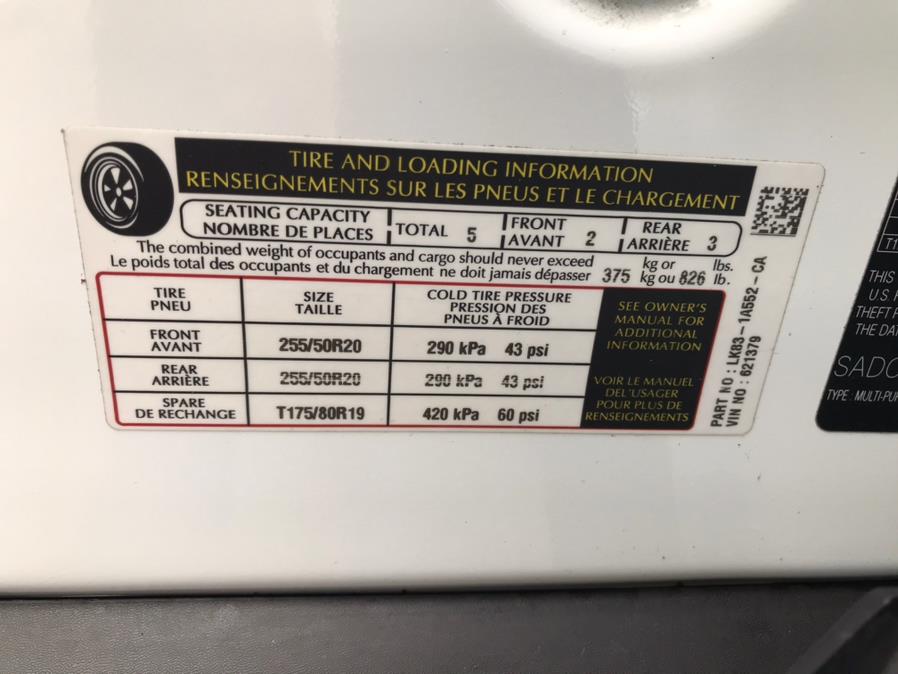 TIRE AND LOADING INFORMATION
RENSEIGNEMENTS SUR LES PNEUS ET LE CHARGEMENT
SEATING CAPACITY
NOMBRE DE PLACES
TOTAL 5
FRONT
AVANT 2
REAR
ARRIÈRE 3
The combined weight of occupants and cargo should never exceed
Le poids total des occupants et du chargement ne doit jamais dépasser
375 kg or
kg ou 826 lbs.
lb.
TIRE
PNEU
SIZE
TAILLE
COLD TIRE PRESSURE
PRESSION DES
PNEUS À FROID
FRONT
AVANT
255/50R20
290 kPa 43 psi
REAR
ARRIÈRE
255/50R20
290 kPa 43 psi
SPARE
DE RECHANGE
T175/80R19
420 kPa 60 psi
SEE OWNER'S
MANUAL FOR
ADDITIONAL
INFORMATION
VOIR LE MANUEL
DEL'USAGER
POUR PLUS DE
RENSEIGNEMENTS
PART NO : LK83-1A552-CA
VIN NO : 621379
T1
THIS
U.S. F
THEFT P
THE DA
SADC
TYPE: MULTI-PU